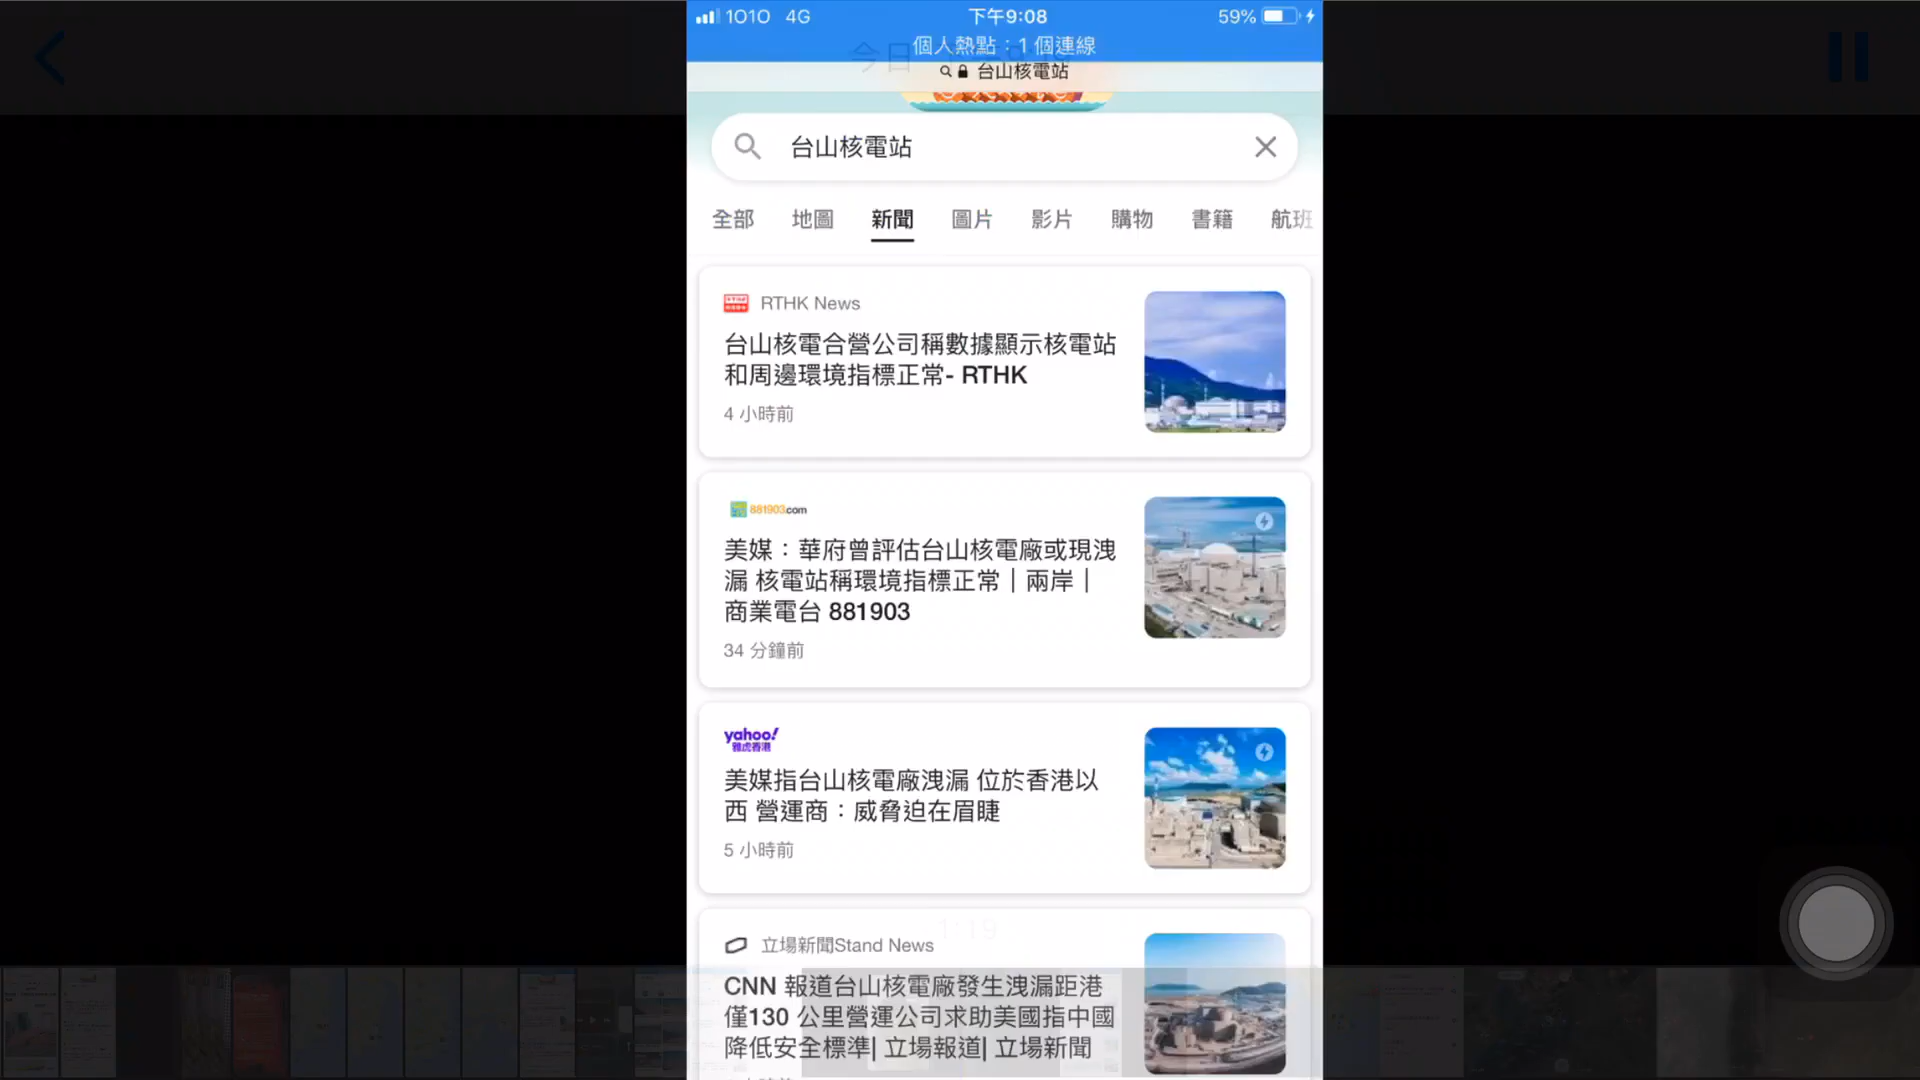 1O1O 4G 下午9:08 59%
個人熱點：1 個連線
台山核電站
台山核電站
全部 地圖 新聞 圖片 影片 購物 書籍 航班
RTHK News
台山核電合營公司稱數據顯示核電站
和周邊環境指標正常- RTHK
4 小時前
881903.com
美媒：華府曾評估台山核電廠或現洩
漏 核電站稱環境指標正常｜兩岸｜
商業電台 881903
34 分鐘前
yahoo!
雅虎香港
美媒指台山核電廠洩漏 位於香港以
西 營運商：威脅迫在眉睫
5 小時前
立場新聞Stand News
CNN 報道台山核電廠發生洩漏距港
僅130 公里營運公司求助美國指中國
降低安全標準| 立場報道| 立場新聞